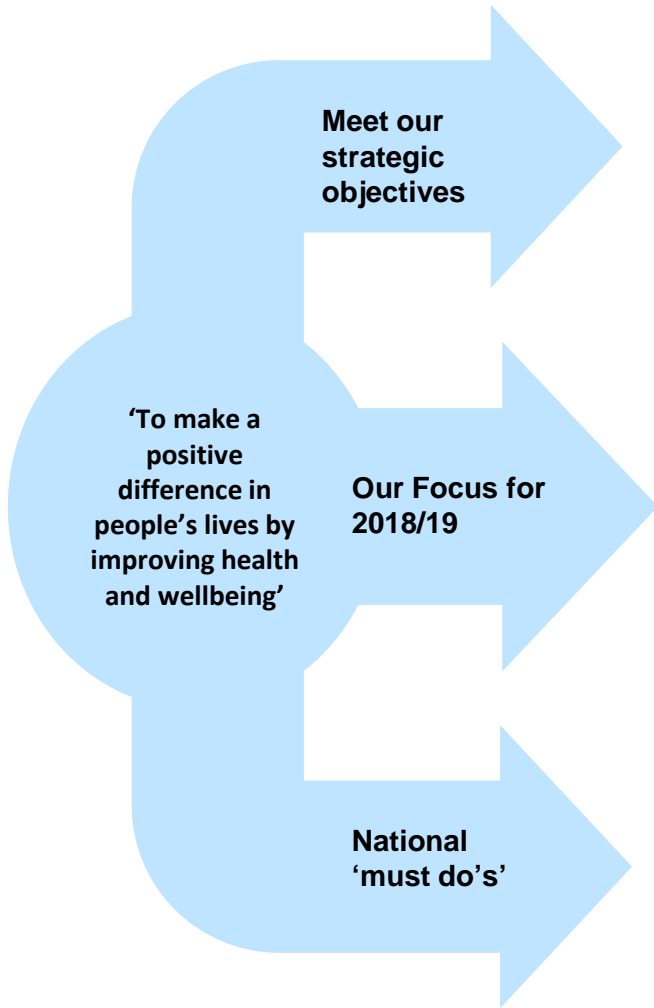 Meet our
strategic
objectives
‘To make a
positive
difference in
people’s lives by
improving health
and wellbeing’
Our Focus for
2018/19
National
‘must do’s’